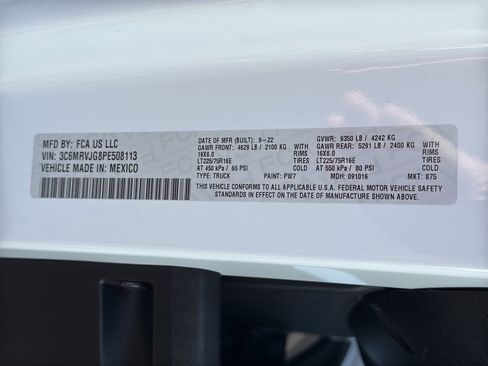 MFD BY: FCA US LLC
VIN: 3C6MRVJG8PE508113
VEHICLE MADE IN: MEXICO
DATE OF MFR (BUILT): 9-22
GAWR FRONT: 4629 LB / 2100 KG
16X6.0 WITH RIMS
LT225/75R16E TIRES
AT 450 kPa / 65 PSI COLD
TYPE: TRUCK PAINT: PW7
GVWR: 9350 LB / 4242 KG
GAWR REAR: 5291 LB / 2400 KG
16X6.0 WITH RIMS
LT225/75R16E TIRES
AT 550 kPa / 80 PSI COLD
MDH: 091016 MKT: 875
THIS VEHICLE CONFORMS TO ALL APPLICABLE U.S.A. FEDERAL MOTOR VEHICLE SAFETY
STANDARDS IN EFFECT ON THE DATE OF MANUFACTURE SHOWN ABOVE.